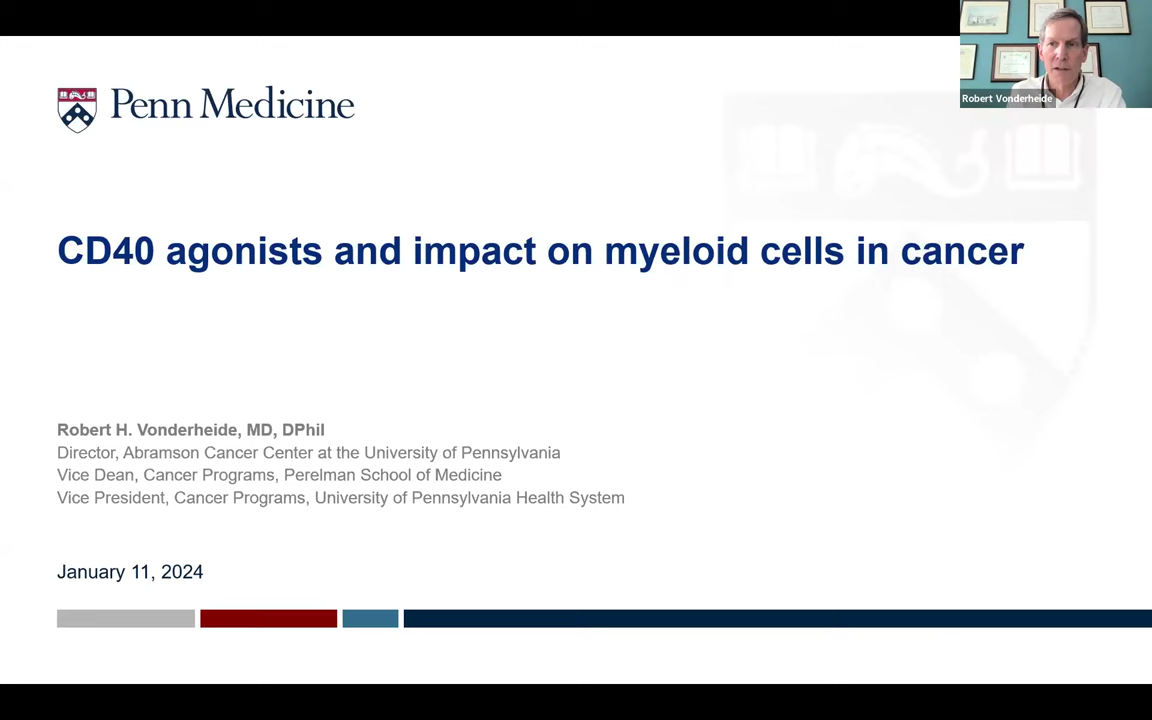 Penn Medicine
Robert Vonderheide
CD40 agonists and impact on myeloid cells in cancer
Robert H. Vonderheide, MD, DPhil
Director, Abramson Cancer Center at the University of Pennsylvania
Vice Dean, Cancer Programs, Perelman School of Medicine
Vice President, Cancer Programs, University of Pennsylvania Health System
January 11, 2024